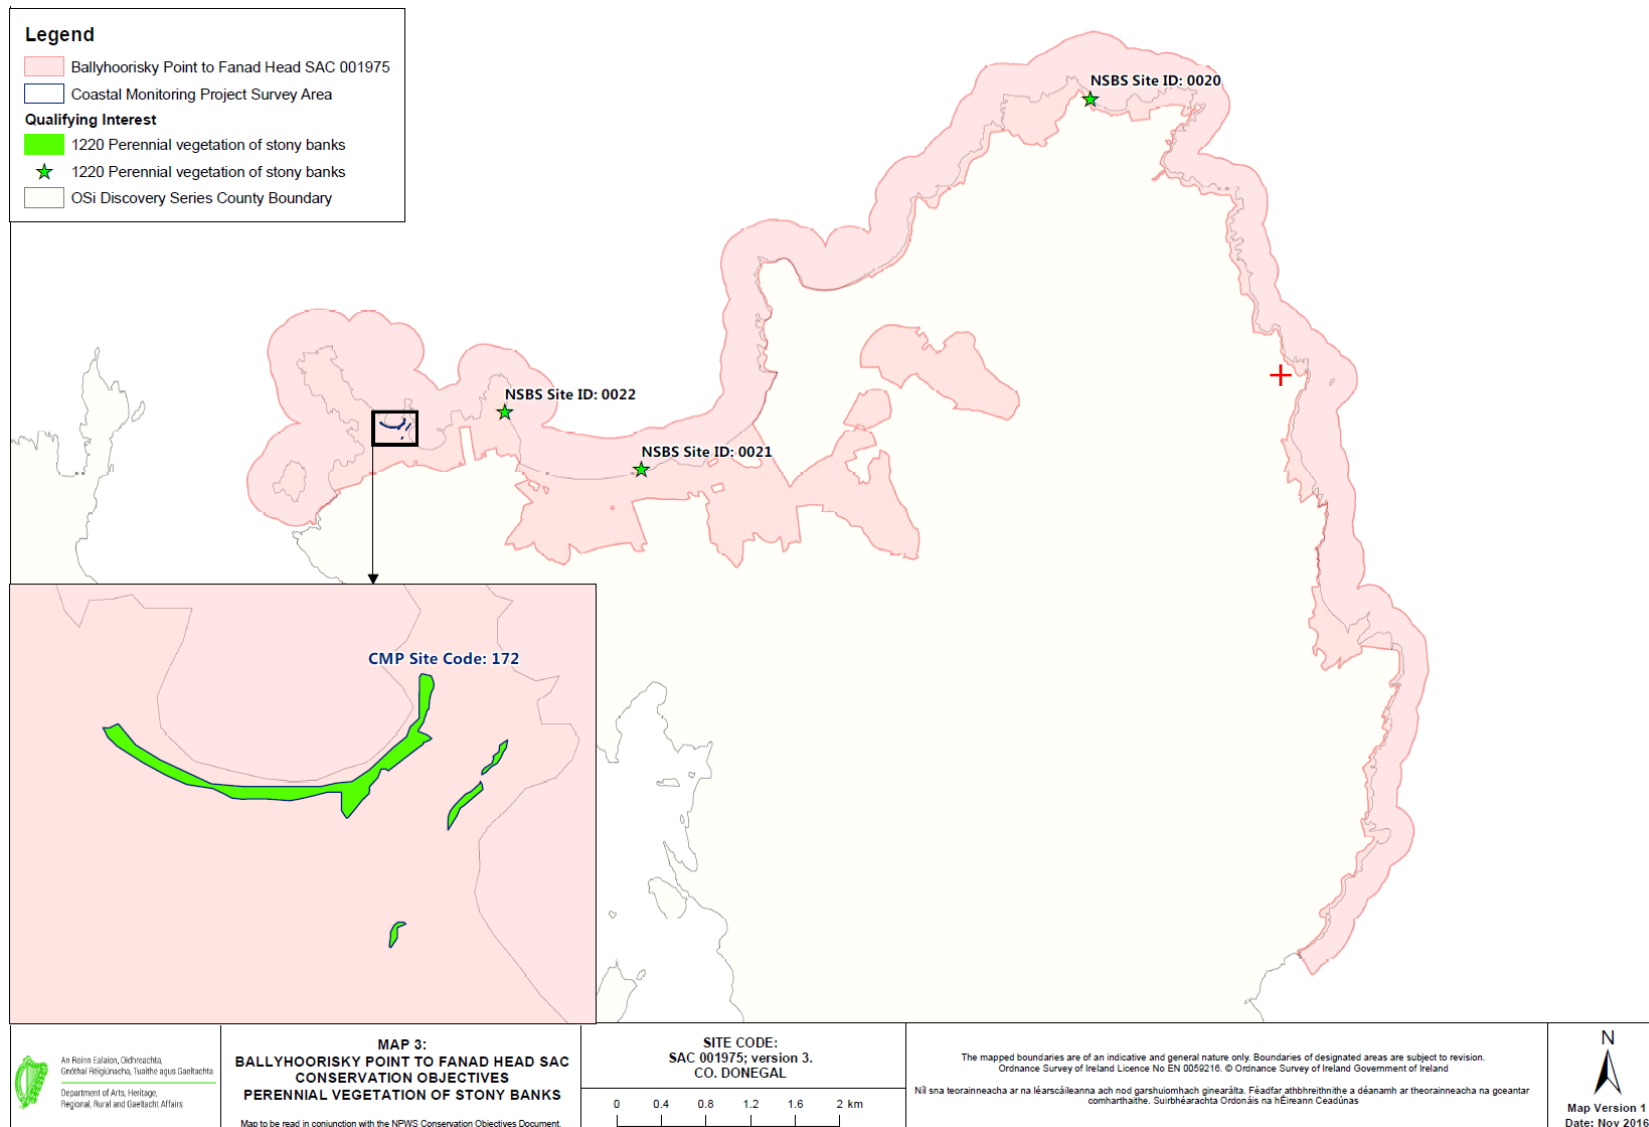 Legend
Ballyhoorisky Point to Fanad Head SAC 001975
Coastal Monitoring Project Survey Area
Qualifying Interest
1220 Perennial vegetation of stony banks
1220 Perennial vegetation of stony banks
OSi Discovery Series County Boundary
NSBS Site ID: 0020
NSBS Site ID: 0022
NSBS Site ID: 0021
CMP Site Code: 172
An Roinn Ealaíon, Oidhreachta,
Gnóthaí Réigiúnacha, Tuaithe agus Gaeltachta
Department of Arts, Heritage,
Regional, Rural and Gaeltacht Affairs
MAP 3:
BALLYHOORISKY POINT TO FANAD HEAD SAC
CONSERVATION OBJECTIVES
PERENNIAL VEGETATION OF STONY BANKS
Map to be read in conjunction with the NPWS Conservation Objectives Document.
SITE CODE:
SAC 001975; version 3.
CO. DONEGAL
0 0.4 0.8 1.2 1.6 2 km
The mapped boundaries are of an indicative and general nature only. Boundaries of designated areas are subject to revision.
Ordnance Survey of Ireland Licence No EN 0059216. © Ordnance Survey of Ireland Government of Ireland
Níl sna teorainneacha ar na léarscáileanna ach nod garshuiomhach ginearálta. Féadfar athbhreithnithe a déanamh ar theorainneacha na gceantar
comharthaithe. Suirbhéarachta Ordonáis na hÉireann Ceadúnas
N
Map Version 1
Date: Nov 2016